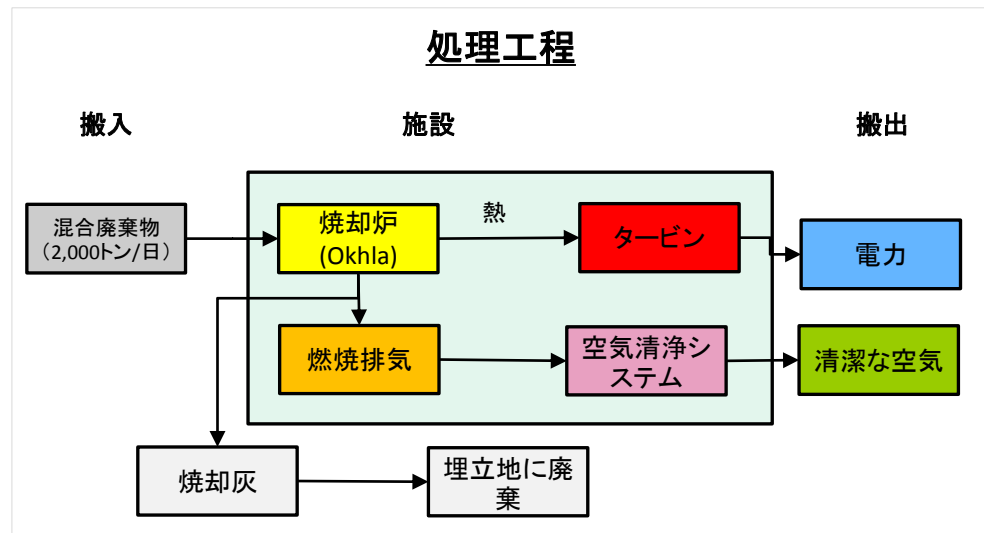 処理工程
搬入
施設
搬出
混合廃棄物
（2,000トン/日）
焼却炉
(Okhla)
熱
タービン
電力
燃焼排気
空気清浄シ
ステム
清潔な空気
焼却灰
埋立地に廃
棄